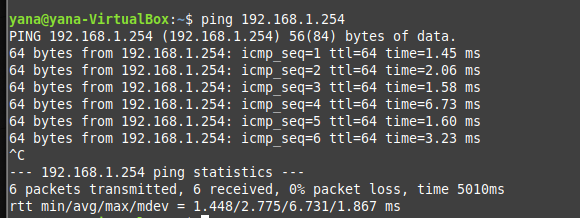 yana@yana-VirtualBox:~$ ping 192.168.1.254
PING 192.168.1.254 (192.168.1.254) 56(84) bytes of data.
64 bytes from 192.168.1.254: icmp_seq=1 ttl=64 time=1.45 ms
64 bytes from 192.168.1.254: icmp_seq=2 ttl=64 time=2.06 ms
64 bytes from 192.168.1.254: icmp_seq=3 ttl=64 time=1.58 ms
64 bytes from 192.168.1.254: icmp_seq=4 ttl=64 time=6.73 ms
64 bytes from 192.168.1.254: icmp_seq=5 ttl=64 time=1.60 ms
64 bytes from 192.168.1.254: icmp_seq=6 ttl=64 time=3.23 ms
^C
--- 192.168.1.254 ping statistics ---
6 packets transmitted, 6 received, 0% packet loss, time 5010ms
rtt min/avg/max/mdev = 1.448/2.775/6.731/1.867 ms